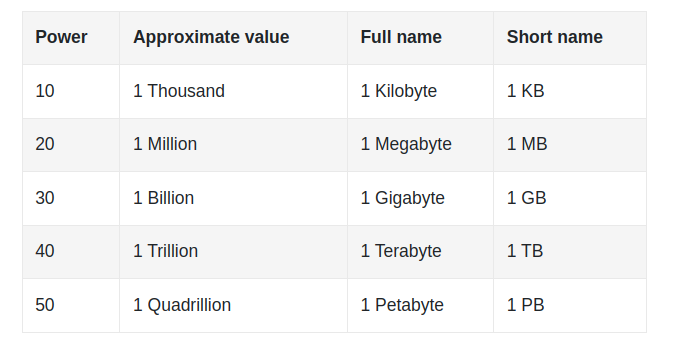 Power Approximate value Full name Short name
10 1 Thousand 1 Kilobyte 1 KB
20 1 Million 1 Megabyte 1 MB
30 1 Billion 1 Gigabyte 1 GB
40 1 Trillion 1 Terabyte 1 TB
50 1 Quadrillion 1 Petabyte 1 PB